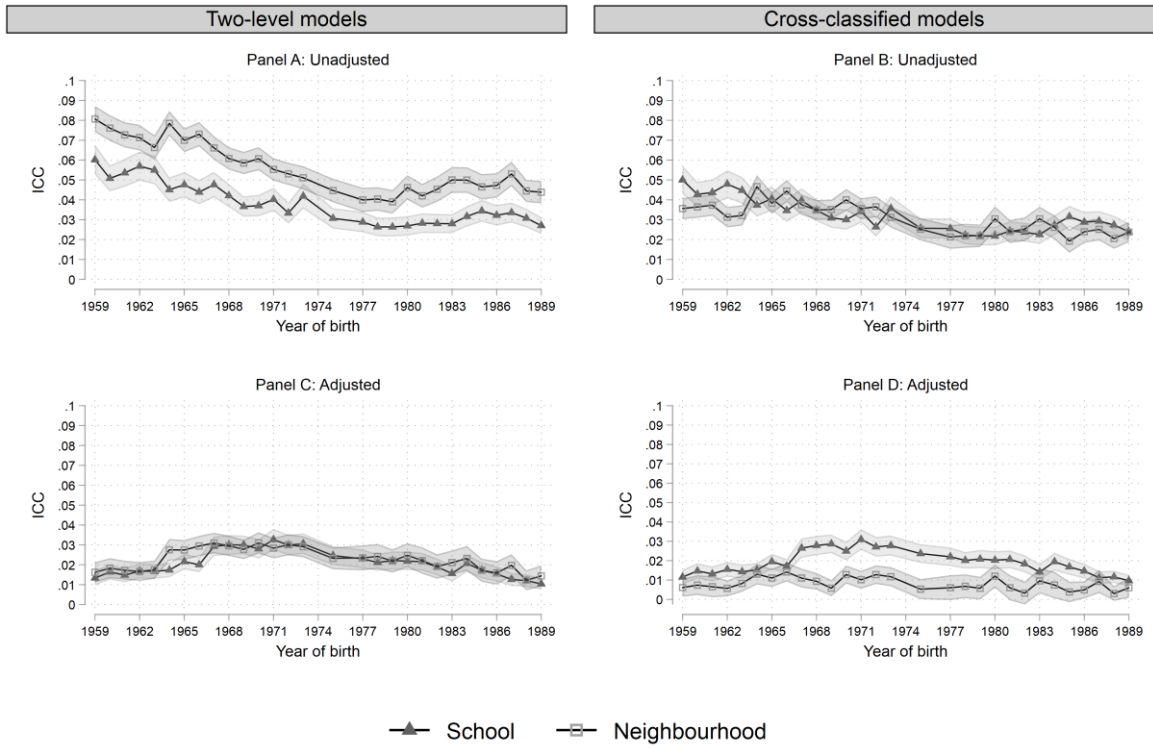 Two-level models
Cross-classified models
Panel A: Unadjusted
.1
.09
.08
.07
.06
.05
.04
.03
.02
.01
0
ICC
1959 1962 1965 1968 1971 1974 1977 1980 1983 1986 1989
Year of birth
Panel B: Unadjusted
.1
.09
.08
.07
.06
.05
.04
.03
.02
.01
0
ICC
1959 1962 1965 1968 1971 1974 1977 1980 1983 1986 1989
Year of birth
Panel C: Adjusted
.1
.09
.08
.07
.06
.05
.04
.03
.02
.01
0
ICC
1959 1962 1965 1968 1971 1974 1977 1980 1983 1986 1989
Year of birth
Panel D: Adjusted
.1
.09
.08
.07
.06
.05
.04
.03
.02
.01
0
ICC
1959 1962 1965 1968 1971 1974 1977 1980 1983 1986 1989
Year of birth
School Neighbourhood